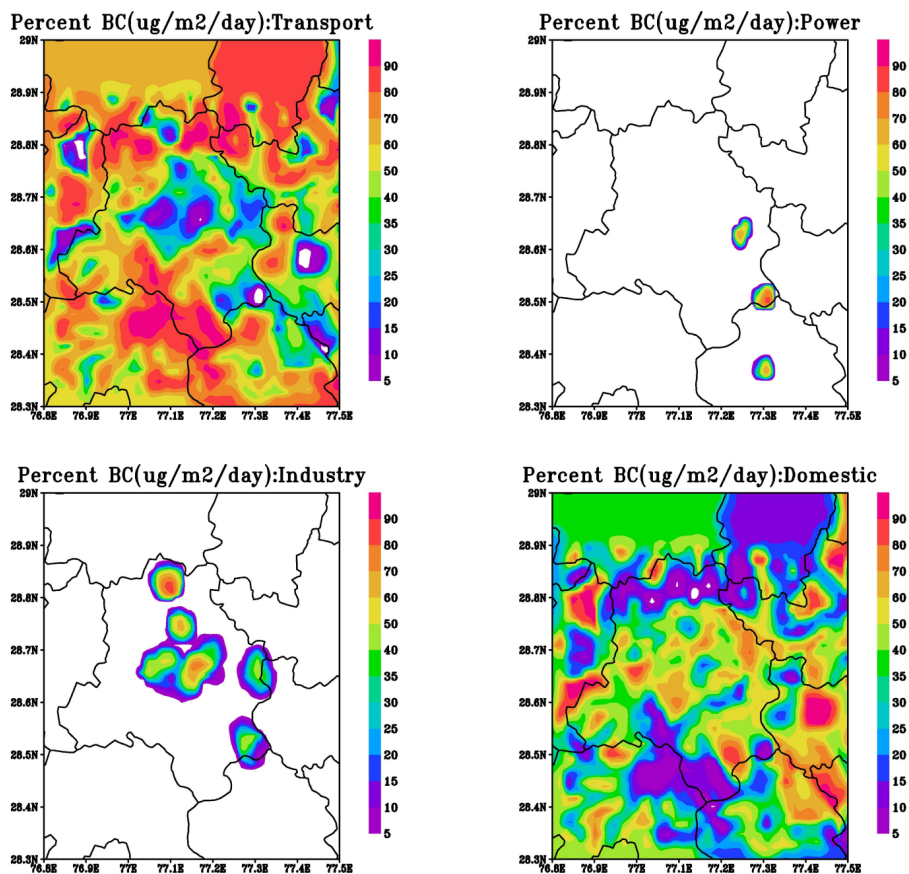 Percent BC(ug/m2/day):Transport
29N
28.9N
28.8N
28.7N
28.6N
28.5N
28.4N
28.3N
76.8E 76.9E 77E 77.1E 77.2E 77.3E 77.4E 77.5E
90
80
70
60
50
40
35
30
25
20
15
10
5
Percent BC(ug/m2/day):Power
29N
28.9N
28.8N
28.7N
28.6N
28.5N
28.4N
28.3N
76.8E 76.9E 77E 77.1E 77.2E 77.3E 77.4E 77.5E
90
80
70
60
50
40
35
30
25
20
15
10
5
Percent BC(ug/m2/day):Industry
29N
28.9N
28.8N
28.7N
28.6N
28.5N
28.4N
28.3N
76.8E 76.9E 77E 77.1E 77.2E 77.3E 77.4E 77.5E
90
80
70
60
50
40
35
30
25
20
15
10
5
Percent BC(ug/m2/day):Domestic
29N
28.9N
28.8N
28.7N
28.6N
28.5N
28.4N
28.3N
76.8E 76.9E 77E 77.1E 77.2E 77.3E 77.4E 77.5E
90
80
70
60
50
40
35
30
25
20
15
10
5